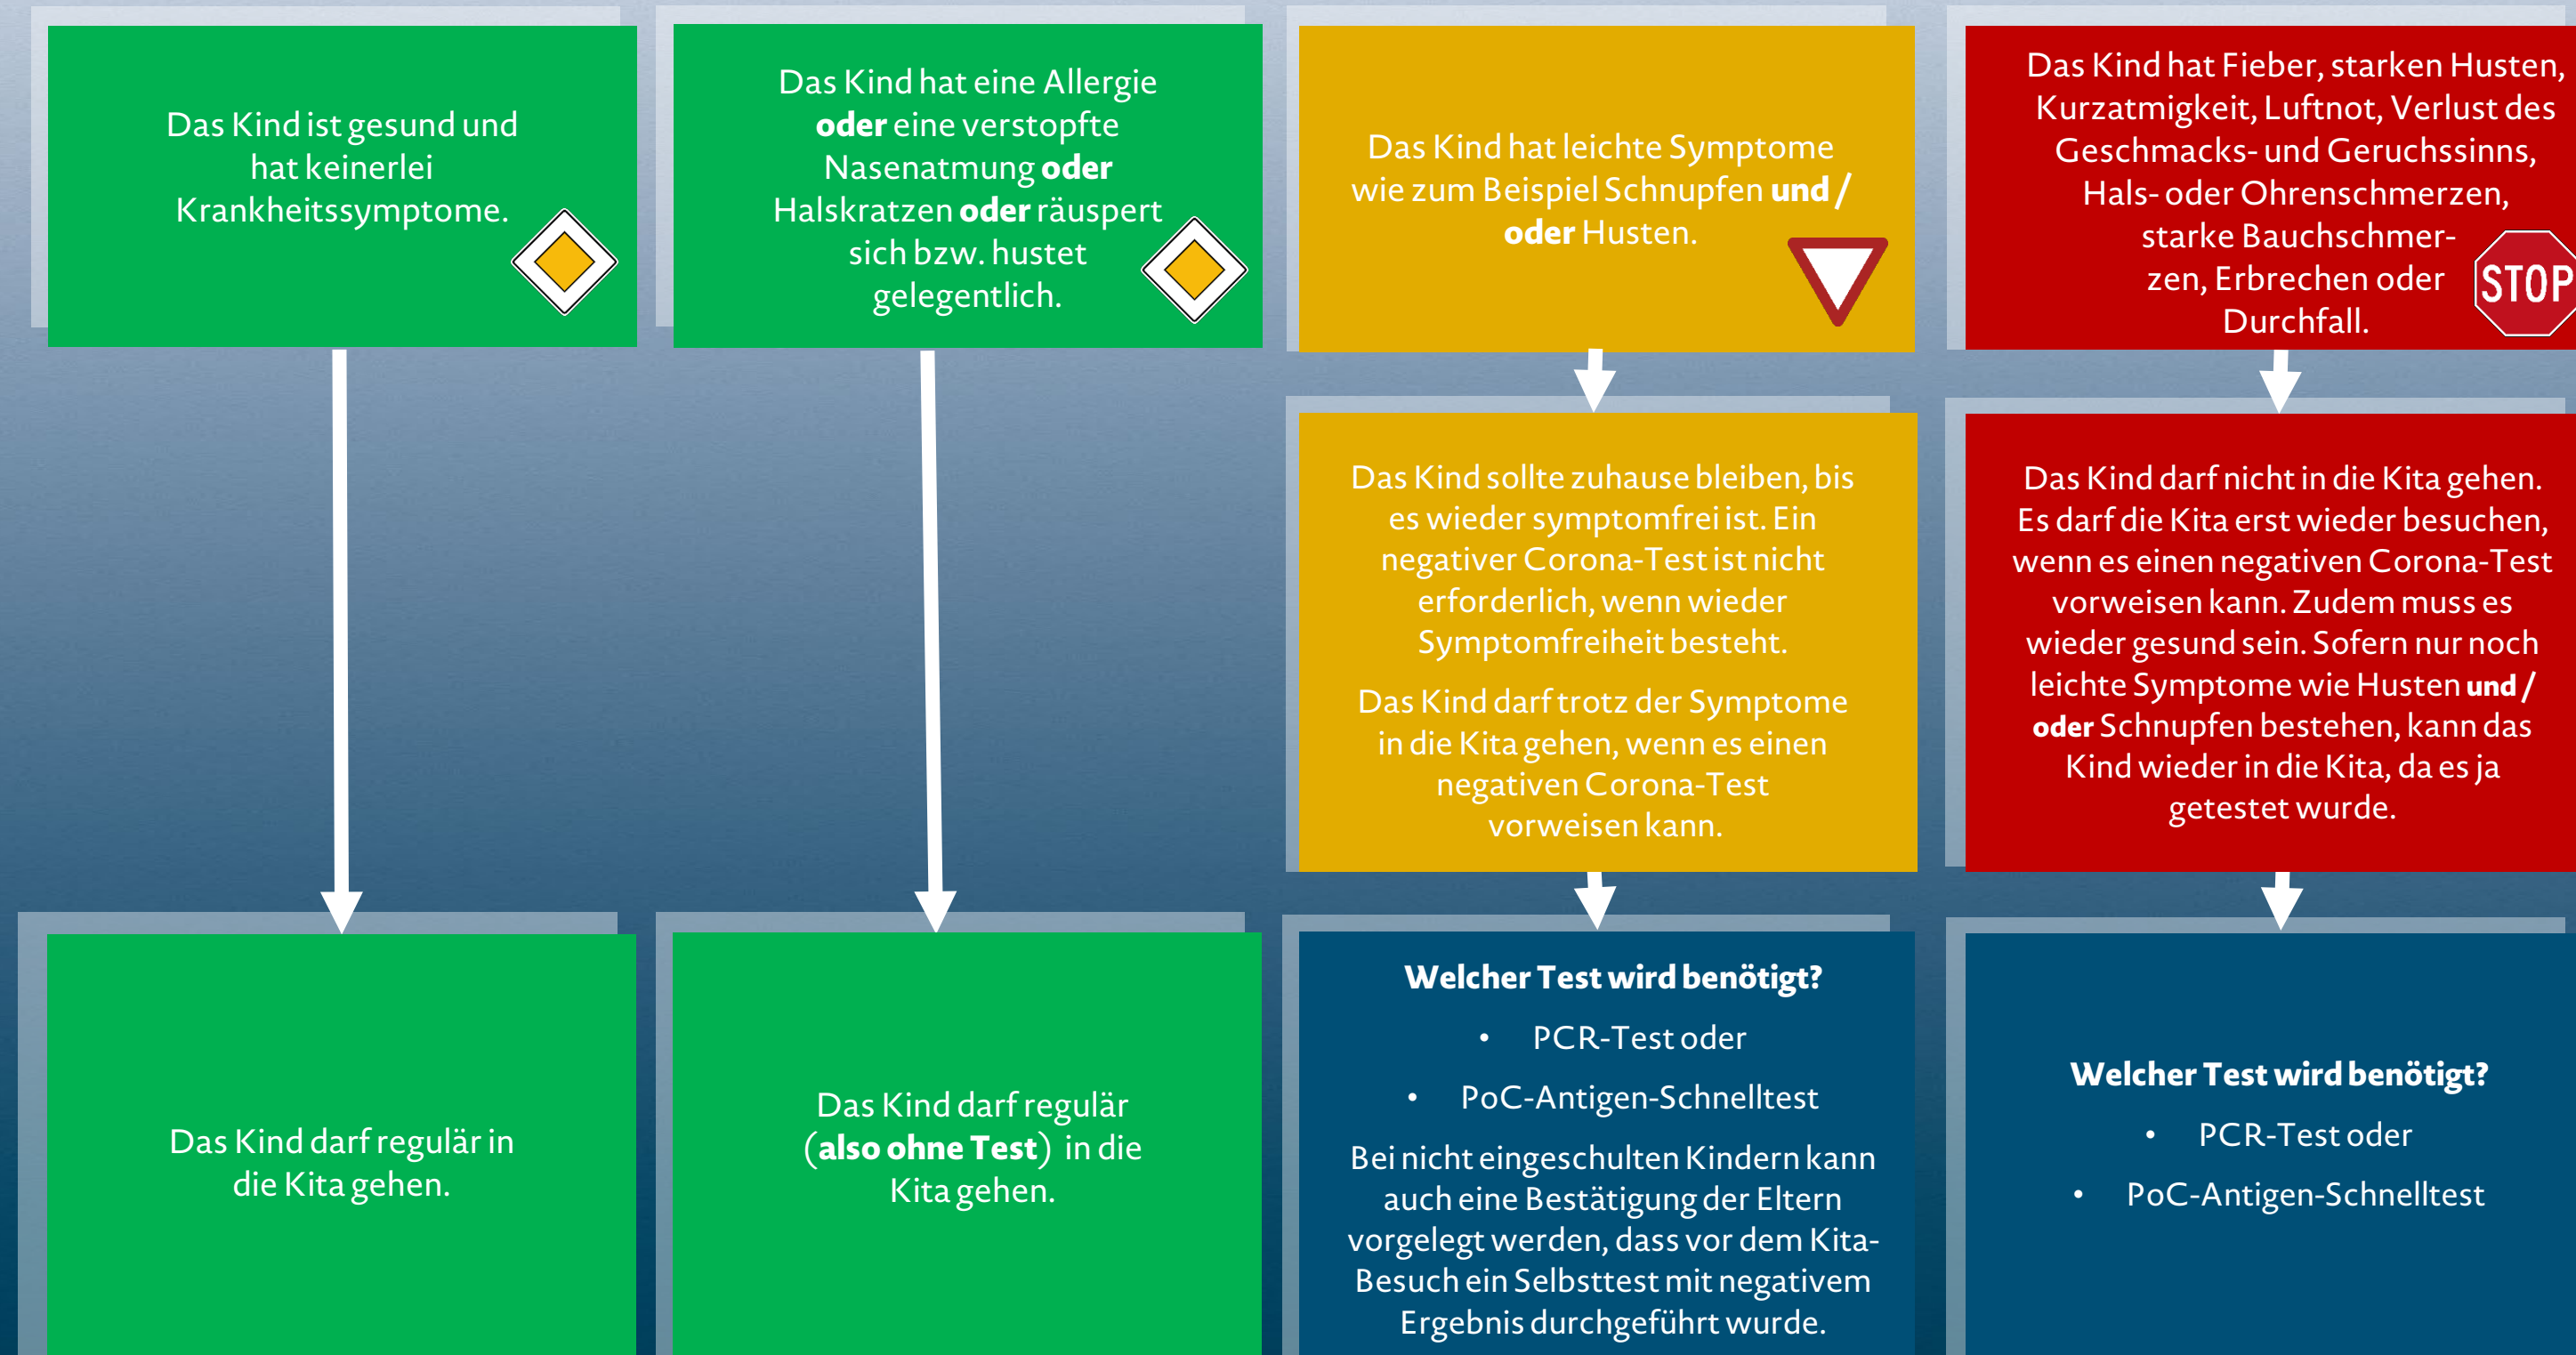 Das Kind ist gesund und
hat keinerlei
Krankheitssymptome.
Das Kind hat eine Allergie
oder eine verstopfte
Nasenatmung oder
Halskratzen oder räuspert
sich bzw. hustet
gelegentlich.
Das Kind hat leichte Symptome
wie zum Beispiel Schnupfen und /
oder Husten.
Das Kind hat Fieber, starken Husten,
Kurzatmigkeit, Luftnot, Verlust des
Geschmacks- und Geruchssinns,
Hals- oder Ohrenschmerzen,
starke Bauchschmer-
zen, Erbrechen oder
Durchfall.
STOP
Das Kind sollte zuhause bleiben, bis
es wieder symptomfrei ist. Ein
negativer Corona-Test ist nicht
erforderlich, wenn wieder
Symptomfreiheit besteht.
Das Kind darf trotz der Symptome
in die Kita gehen, wenn es einen
negativen Corona-Test
vorweisen kann.
Das Kind darf nicht in die Kita gehen.
Es darf die Kita erst wieder besuchen,
wenn es einen negativen Corona-Test
vorweisen kann. Zudem muss es
wieder gesund sein. Sofern nur noch
leichte Symptome wie Husten und /
oder Schnupfen bestehen, kann das
Kind wieder in die Kita, da es ja
getestet wurde.
Das Kind darf regulär in
die Kita gehen.
Das Kind darf regulär
(also ohne Test) in die
Kita gehen.
Welcher Test wird benötigt?
• PCR-Test oder
• PoC-Antigen-Schnelltest
Bei nicht eingeschulten Kindern kann
auch eine Bestätigung der Eltern
vorgelegt werden, dass vor dem Kita-
Besuch ein Selbsttest mit negativem
Ergebnis durchgeführt wurde.
Welcher Test wird benötigt?
• PCR-Test oder
• PoC-Antigen-Schnelltest